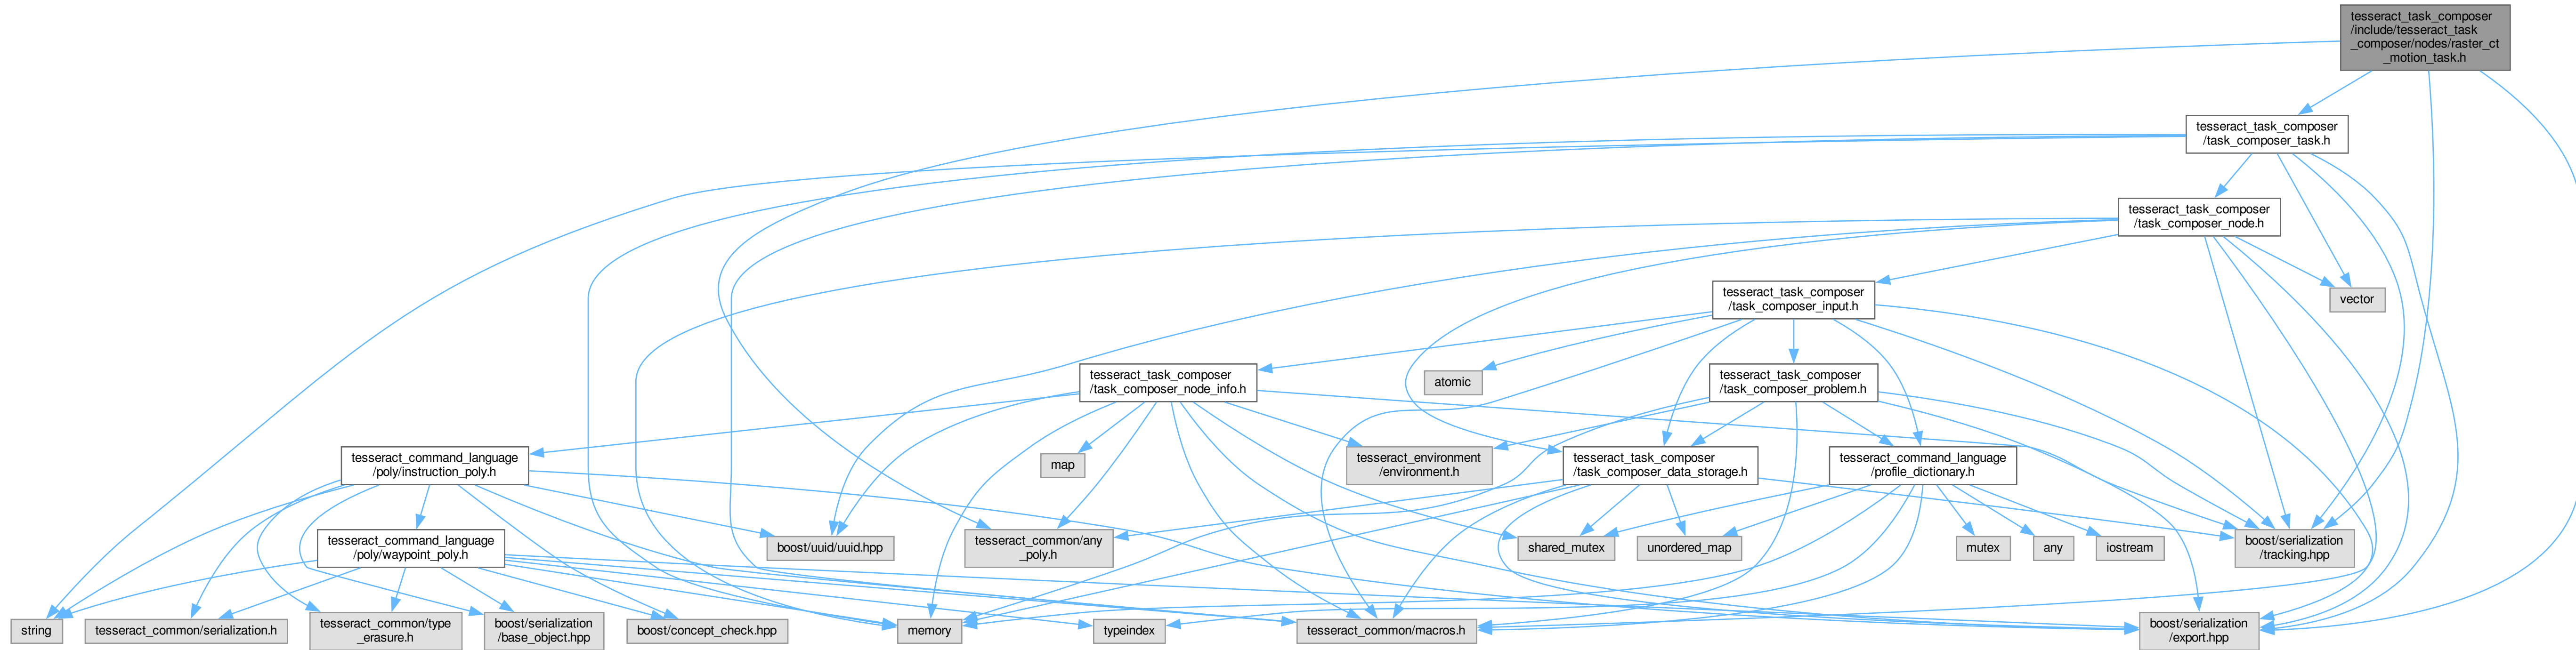 tesseract_task_composer
/include/tesseract_task
_composer/nodes/raster_ct
_motion_task.h
tesseract_task_composer
/task_composer_task.h
tesseract_task_composer
/task_composer_node.h
tesseract_task_composer
/task_composer_input.h
vector
tesseract_task_composer
/task_composer_node_info.h
atomic
tesseract_task_composer
/task_composer_problem.h
tesseract_command_language
/poly/instruction_poly.h
map
tesseract_environment
/environment.h
tesseract_task_composer
/task_composer_data_storage.h
tesseract_command_language
/profile_dictionary.h
tesseract_command_language
/poly/waypoint_poly.h
boost/uuid/uuid.hpp
tesseract_common/any
_poly.h
shared_mutex
unordered_map
mutex
any
iostream
boost/serialization
/tracking.hpp
string
tesseract_common/serialization.h
tesseract_common/type
_erasure.h
boost/serialization
/base_object.hpp
boost/concept_check.hpp
memory
typeindex
tesseract_common/macros.h
boost/serialization
/export.hpp